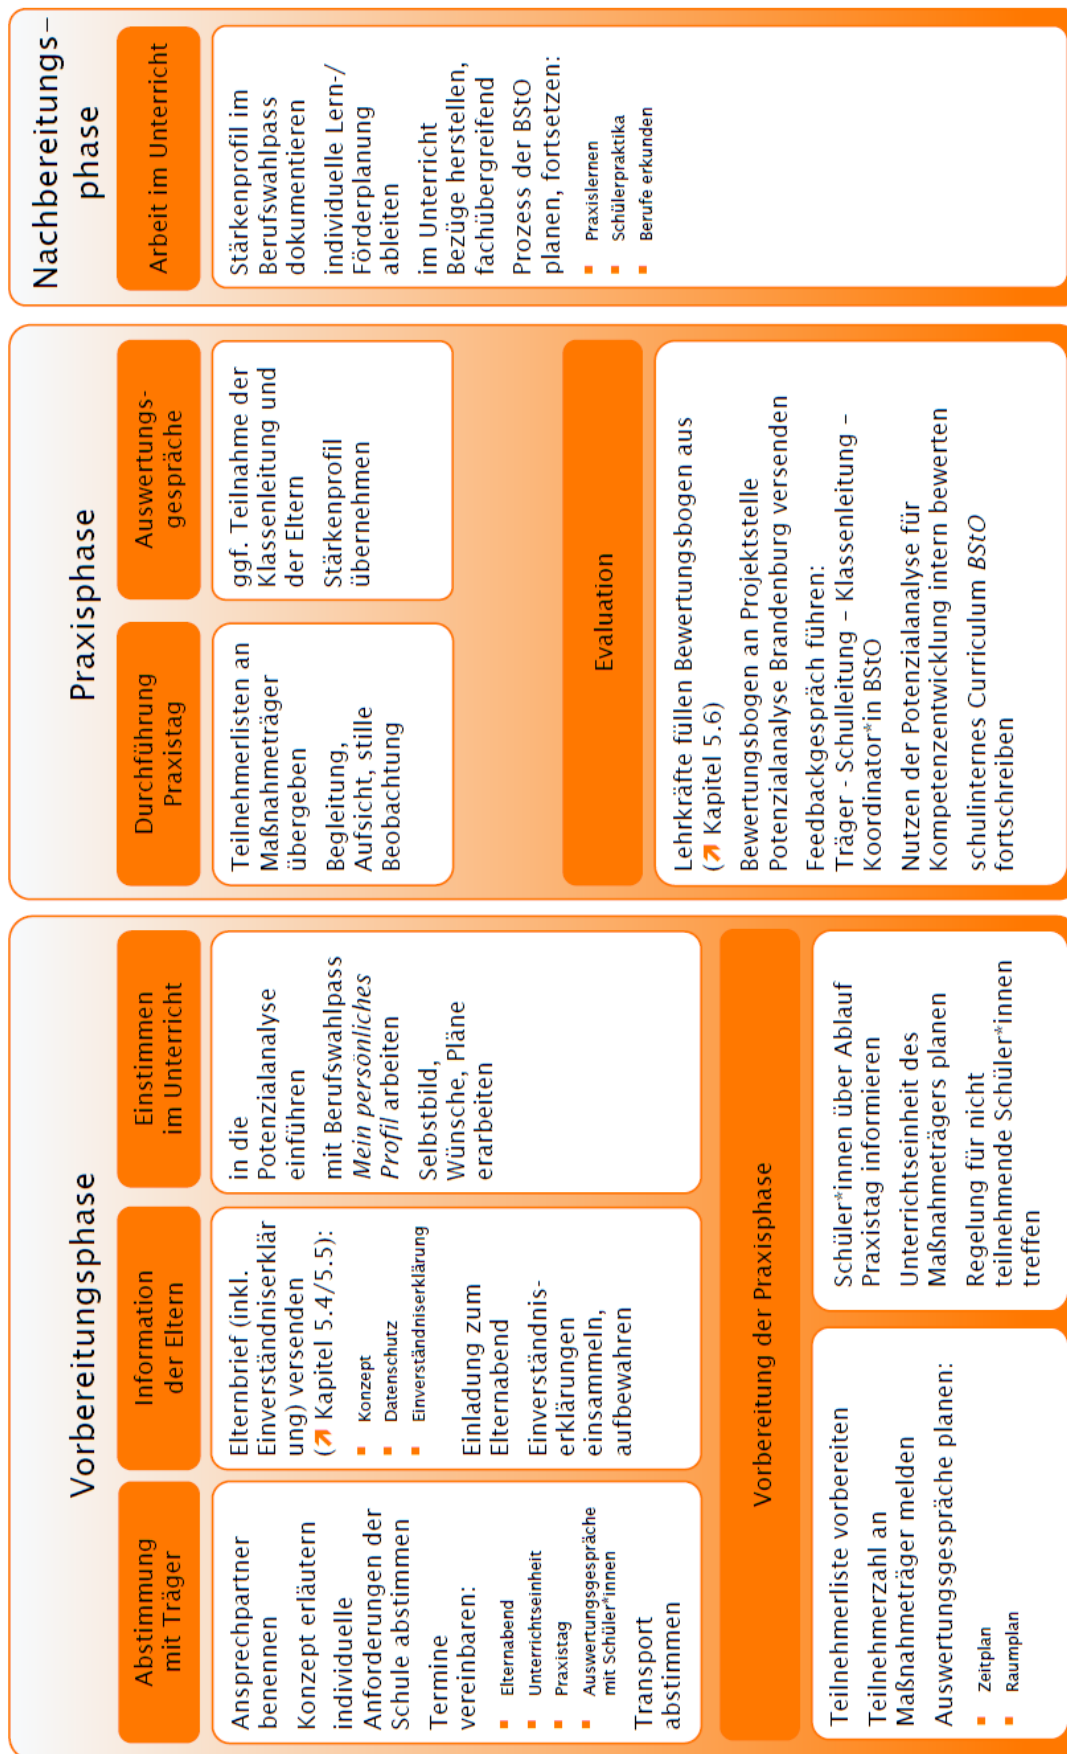 Vorbereitungsphase
Abstimmung
mit Träger
Ansprechpartner
benennen
Konzept erläutern
individuelle
Anforderungen der
Schule abstimmen
Termine
vereinbaren:
▪ Elternabend
▪ Unterrichtseinheit
▪ Praxistag
▪ Auswertungsgespräche
mit Schüler*innen
Transport
abstimmen
Information
der Eltern
Elternbrief (inkl.
Einverständniserklär
ung) versenden
(↗ Kapitel 5.4/5.5):
▪ Konzept
▪ Datenschutz
▪ Einverständniserklärung
Einladung zum
Elternabend
Einverständnis-
erklärungen
einsammeln,
aufbewahren
Einstimmen
im Unterricht
in die
Potenzialanalyse
einführen
mit Berufswahlpass
Mein persönliches
Profil arbeiten
Selbstbild,
Wünsche, Pläne
erarbeiten
Vorbereitung der Praxisphase
Teilnehmerliste vorbereiten
Teilnehmerzahl an
Maßnahmeträger melden
Auswertungsgespräche planen:
▪ Zeitplan
▪ Raumplan
Schüler*innen über Ablauf
Praxistag informieren
Unterrichtseinheit des
Maßnahmeträgers planen
Regelung für nicht
teilnehmende Schüler*innen
treffen
Praxisphase
Durchführung
Praxistag
Teilnehmerlisten an
Maßnahmeträger
übergeben
Begleitung,
Aufsicht, stille
Beobachtung
Auswertungs-
gespräche
ggf. Teilnahme der
Klassenleitung und
der Eltern
Stärkenprofil
übernehmen
Evaluation
Lehrkräfte füllen Bewertungsbogen aus
(↗ Kapitel 5.6)
Bewertungsbogen an Projektstelle
Potenzialanalyse Brandenburg versenden
Feedbackgespräch führen:
Träger - Schulleitung – Klassenleitung –
Koordinator*in BStO
Nutzen der Potenzialanalyse für
Kompetenzentwicklung intern bewerten
schulinternes Curriculum BStO
fortschreiben
Nachbereitungs-
phase
Arbeit im Unterricht
Stärkenprofil im
Berufswahlpass
dokumentieren
individuelle Lern-/
Förderplanung
ableiten
im Unterricht
Bezüge herstellen,
fachübergreifend
Prozess der BStO
planen, fortsetzen:
▪ Praxislernen
▪ Schülerpraktika
▪ Berufe erkunden